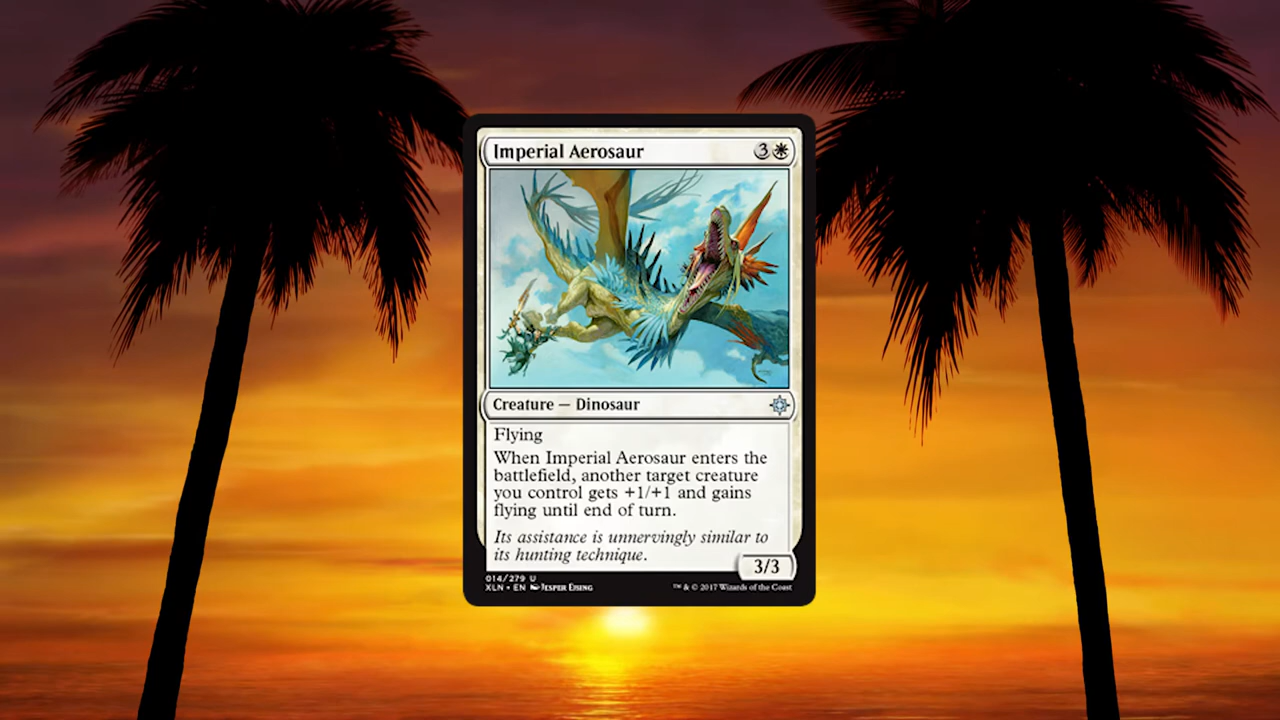 Imperial Aerosaur 3
Creature — Dinosaur
Flying
When Imperial Aerosaur enters the
battlefield, another target creature
you control gets +1/+1 and gains
flying until end of turn.
Its assistance is unnervingly similar to
its hunting technique.
3/3
014/279 U
XLN • EN Jesper Ejsing
™ & © 2017 Wizards of the Coast